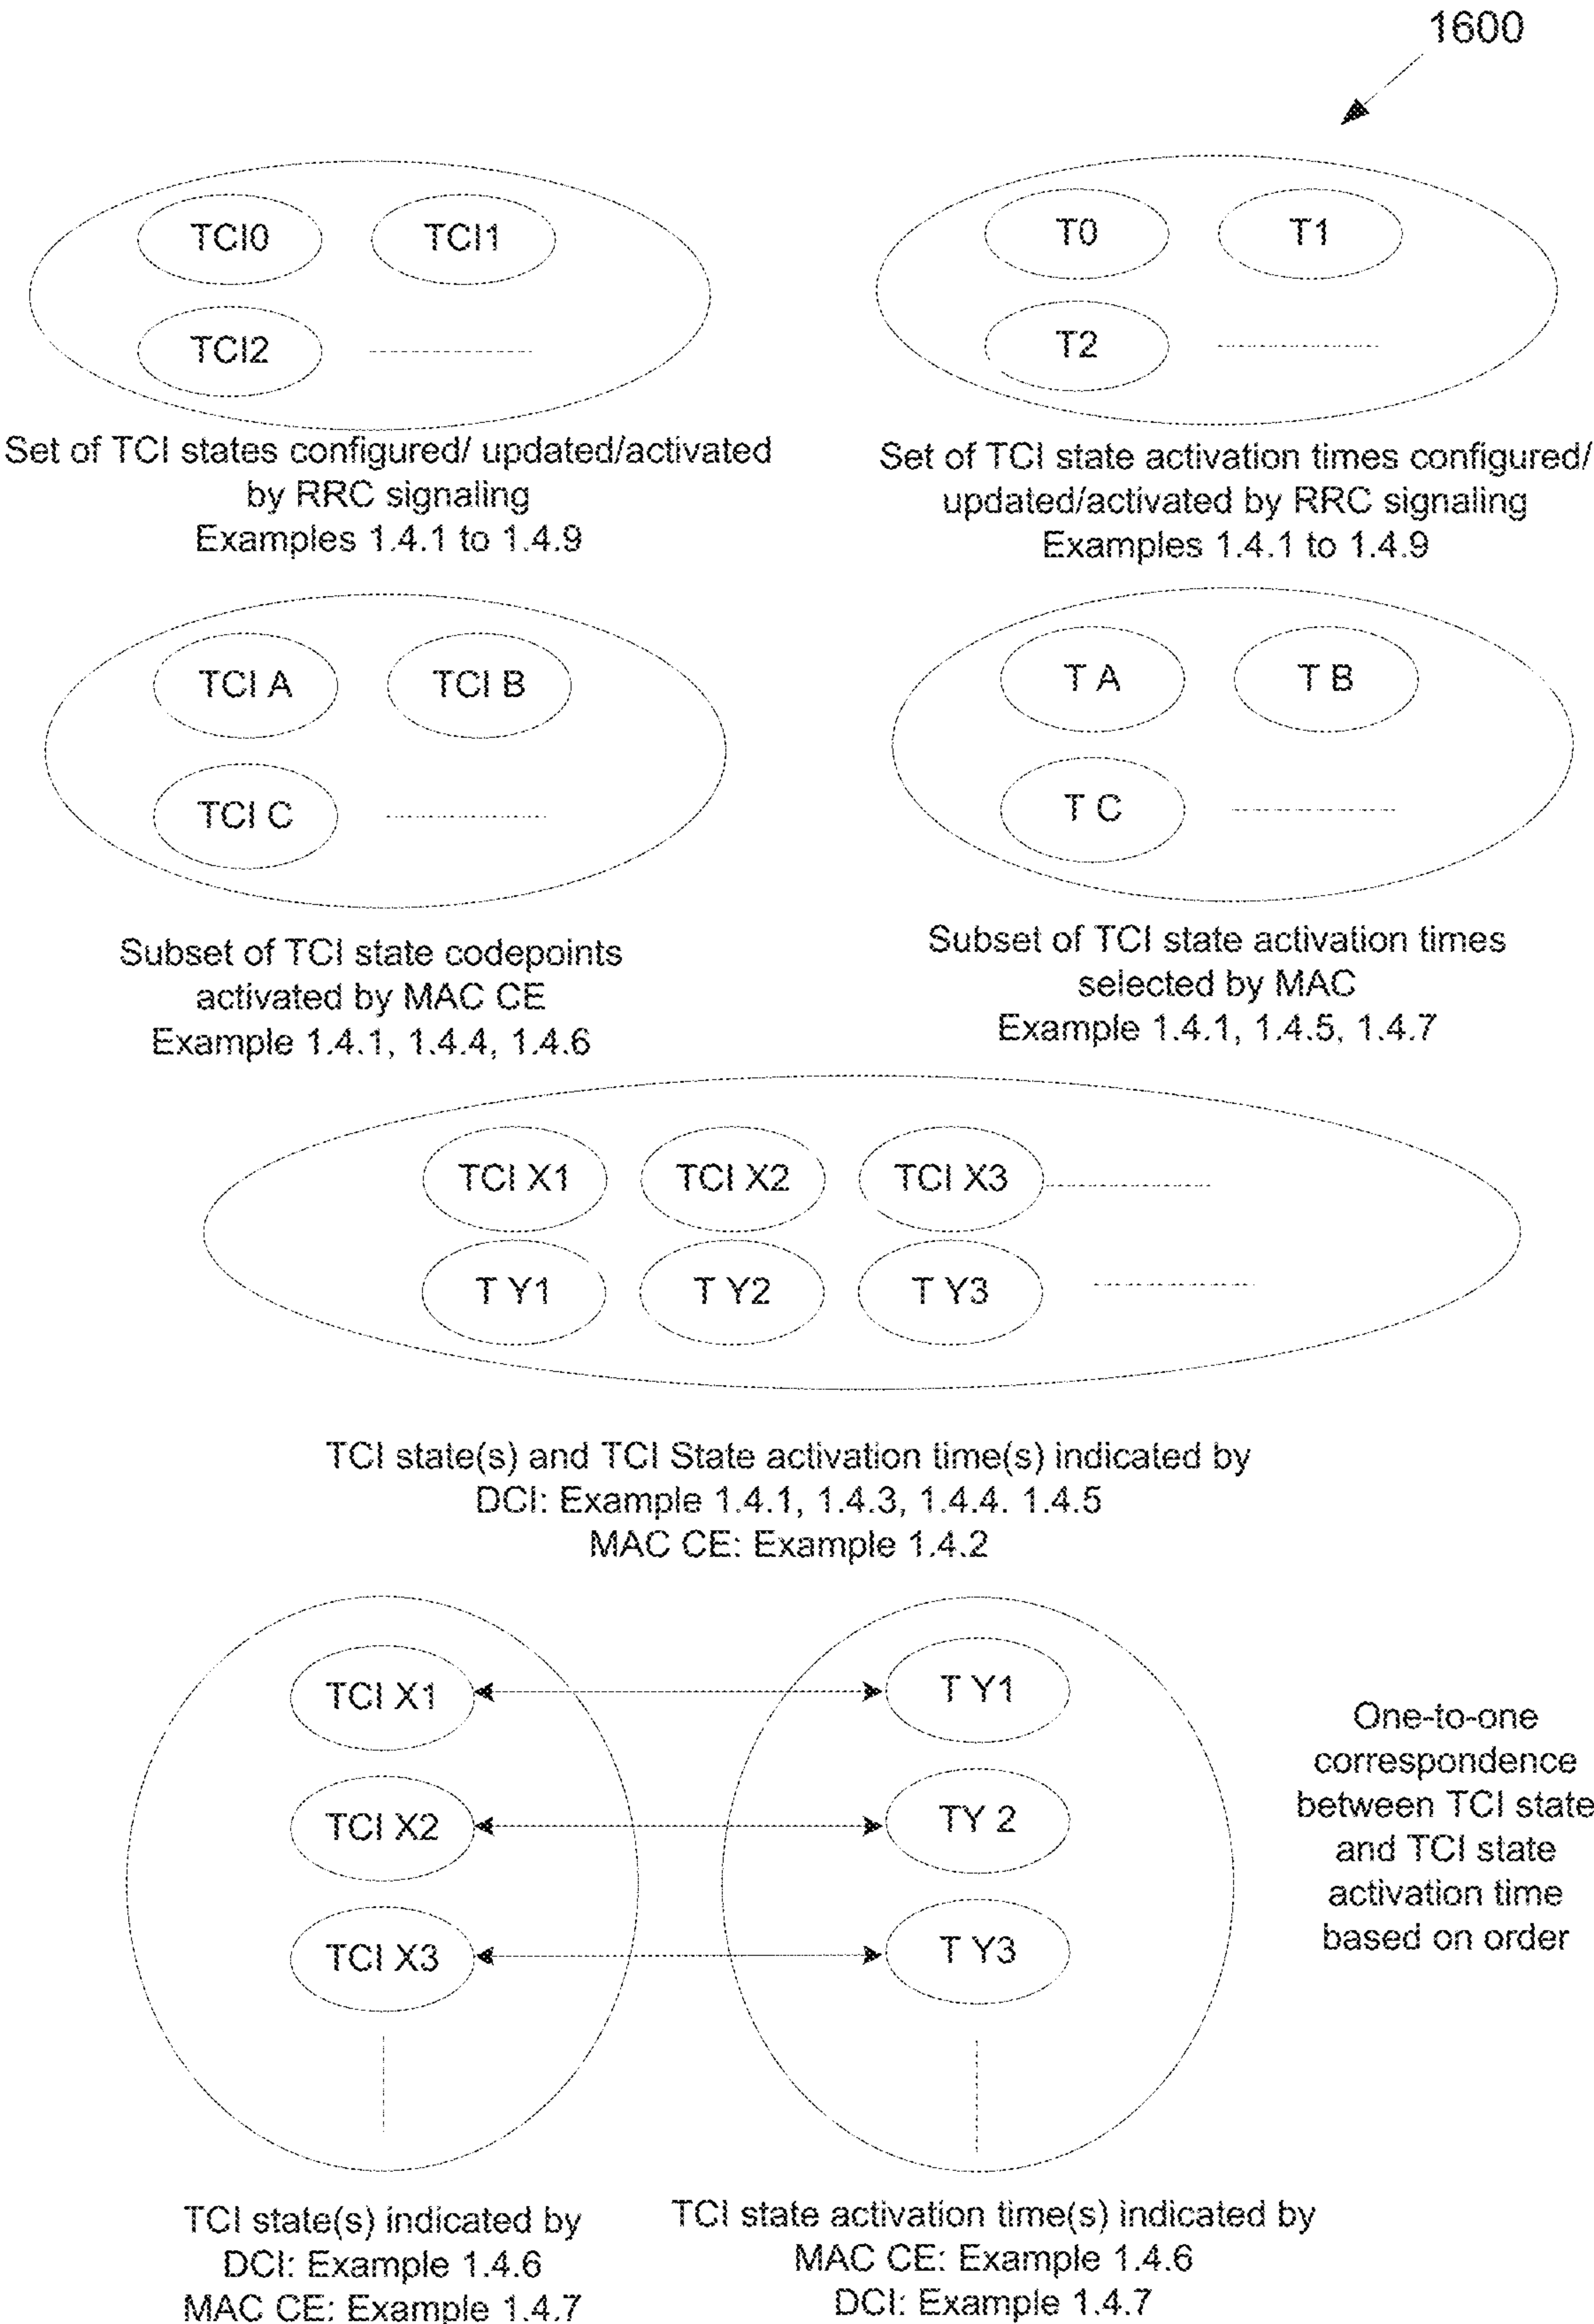 1600
TCI0
TCI1
TCI2
T0
T1
T2
Set of TCI states configured/ updated/activated
by RRC signaling
Examples 1.4.1 to 1.4.9
Set of TCI state activation times configured/
updated/activated by RRC signaling
Examples 1.4.1 to 1.4.9
TCI A
TCI B
TCI C
T A
T B
T C
Subset of TCI state codepoints
activated by MAC CE
Example 1.4.1, 1.4.4, 1.4.6
Subset of TCI state activation times
selected by MAC
Example 1.4.1, 1.4.5, 1.4.7
TCI X1
TCI X2
TCI X3
T Y1
T Y2
T Y3
TCI state(s) and TCI State activation time(s) indicated by
DCI: Example 1.4.1, 1.4.3, 1.4.4. 1.4.5
MAC CE: Example 1.4.2
TCI X1
T Y1
TCI X2
TY 2
TCI X3
T Y3
One-to-one
correspondence
between TCI state
and TCI state
activation time
based on order
TCI state(s) indicated by
DCI: Example 1.4.6
MAC CE: Example 1.4.7
TCI state activation time(s) indicated by
MAC CE: Example 1.4.6
DCI: Example 1.4.7